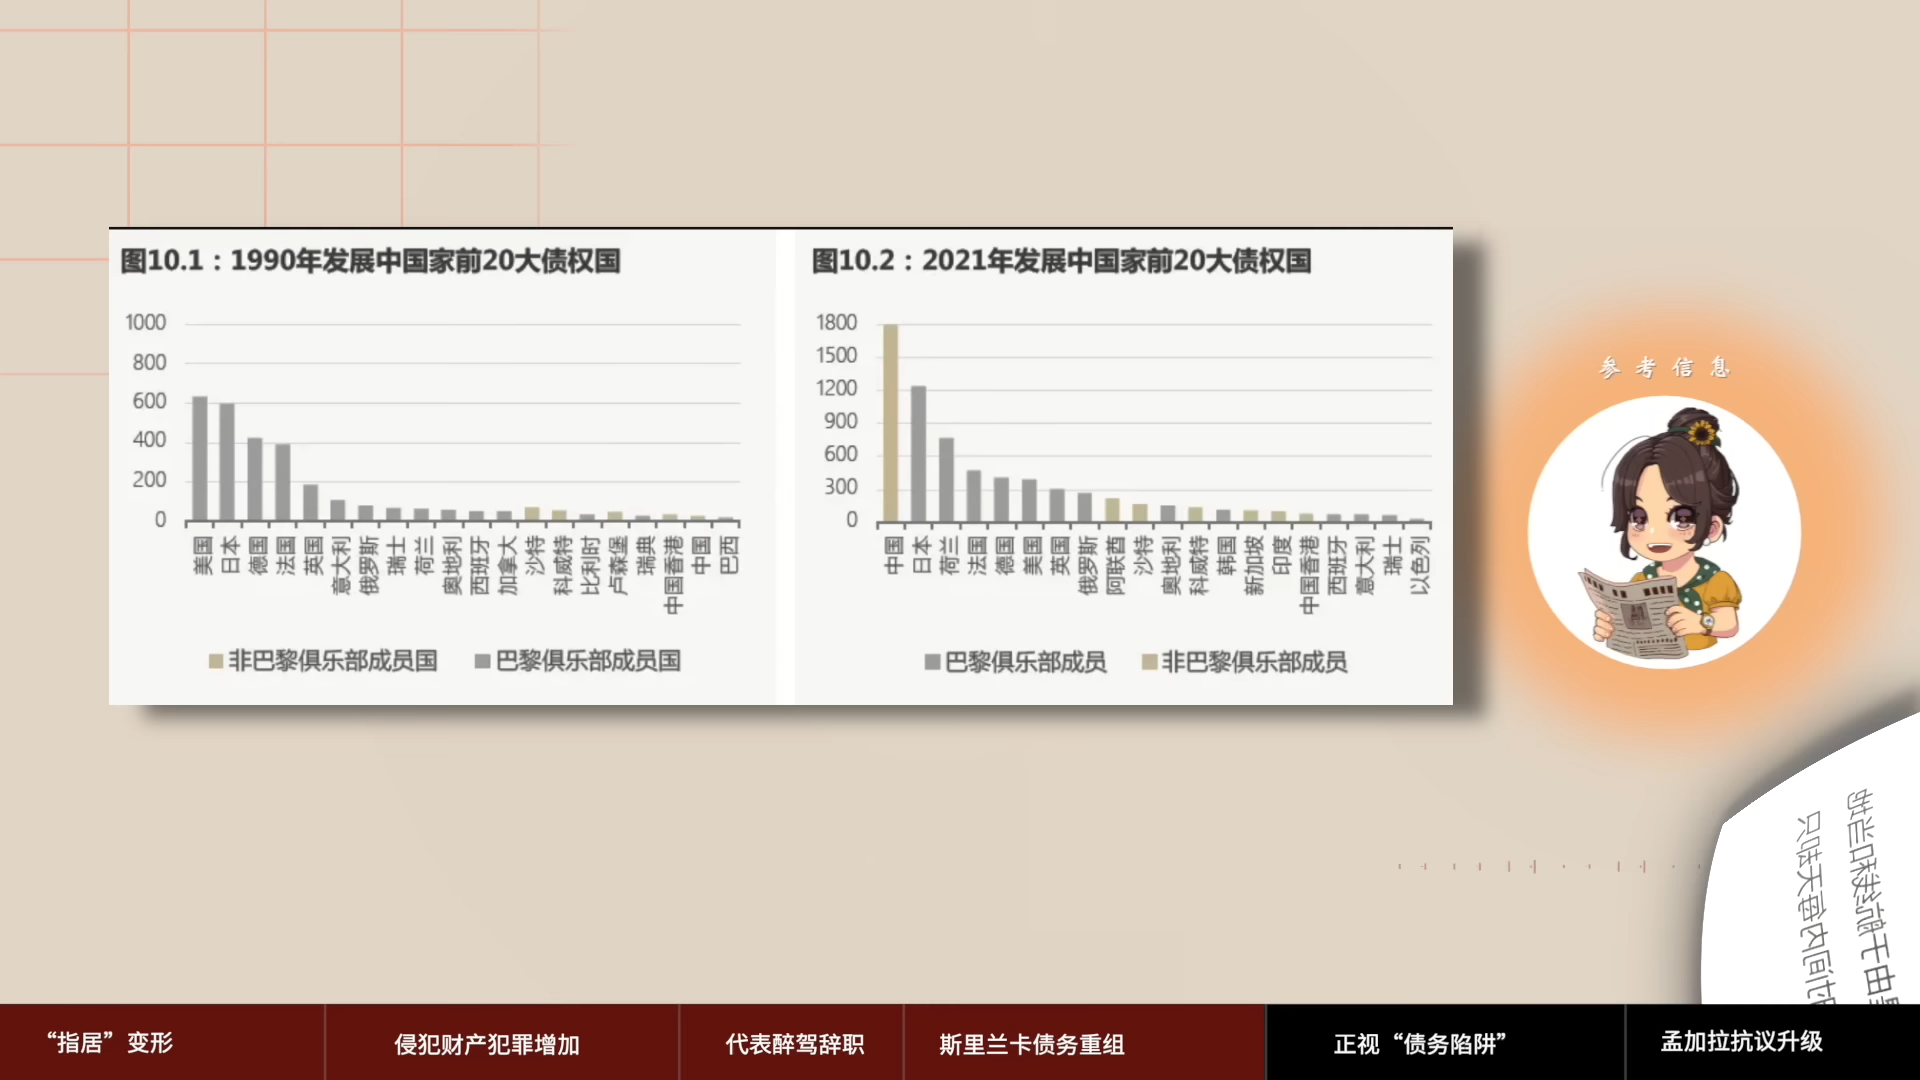 图10.1：1990年发展中国家前20大债权国
1000
800
600
400
200
0
美国
日本
德国
法国
英国
意大利
俄罗斯
瑞士
荷兰
奥地利
西班牙
加拿大
沙特
科威特
比利时
卢森堡
瑞典
中国香港
中国
巴西
非巴黎俱乐部成员国
巴黎俱乐部成员国
图10.2：2021年发展中国家前20大债权国
1800
1500
1200
900
600
300
0
中国
日本
荷兰
法国
德国
美国
英国
俄罗斯
阿联酋
沙特
奥地利
科威特
韩国
新加坡
印度
中国香港
西班牙
意大利
瑞士
以色列
巴黎俱乐部成员
非巴黎俱乐部成员
参考信息
“指居”变形
侵犯财产犯罪增加
代表醉驾辞职
斯里兰卡债务重组
正视“债务陷阱”
孟加拉抗议升级